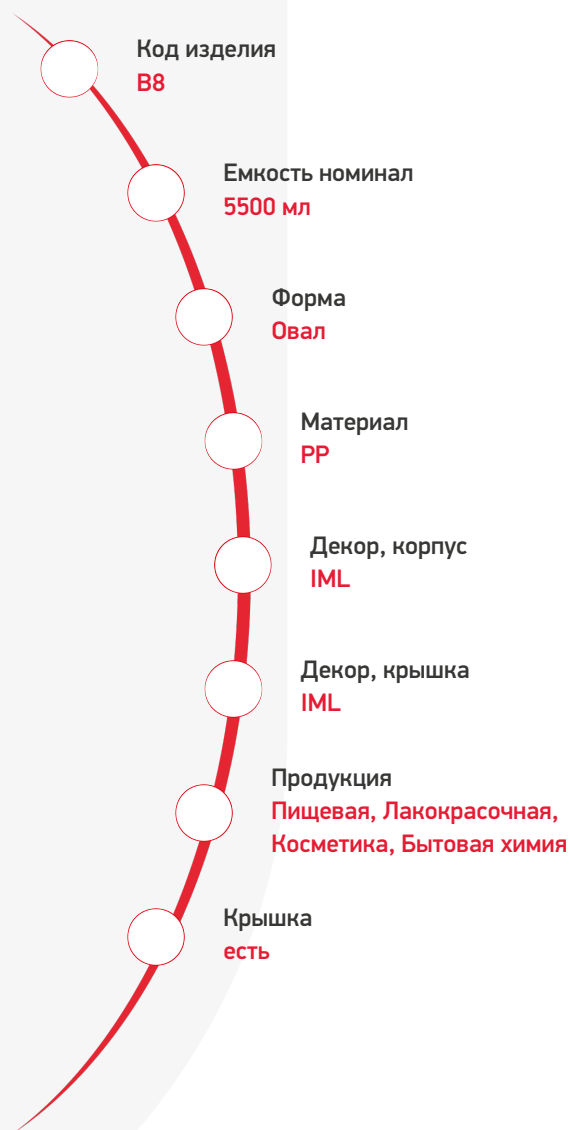 Код изделия
B8
Емкость номинал
5500 мл
Форма
Овал
Материал
PP
Декор, корпус
IML
Декор, крышка
IML
Продукция
Пищевая, Лакокрасочная,
Косметика, Бытовая химия
Крышка
есть